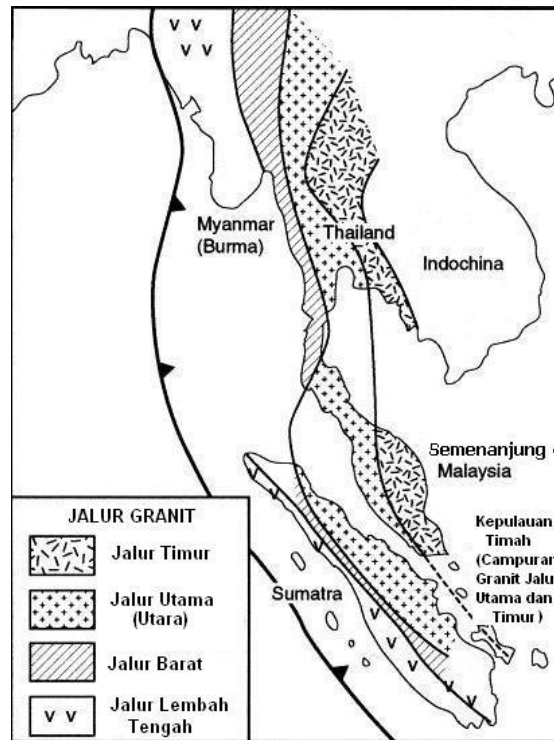 Myanmar
(Burma)
Thailand
Indochina
Semenanjung
Malaysia
Kepulauan
Timah
(Campuran
Granit Jalu
Utama dan
Timur)
Sumatra
JALUR GRANIT
Jalur Timur
Jalur Utama
(Utara)
Jalur Barat
Jalur Lembah
Tengah